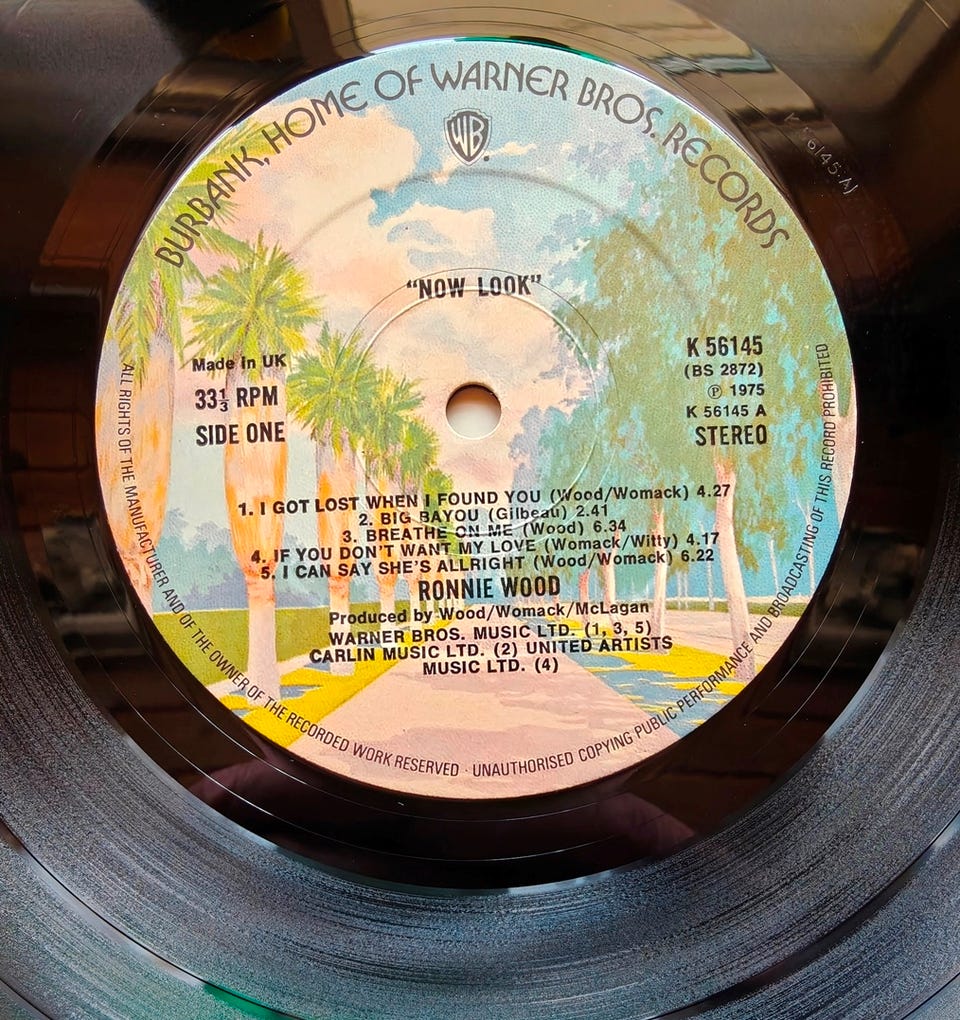 BURBANK, HOME OF WARNER BROS. RECORDS
WB
"NOW LOOK"
Made in UK
33⅓ RPM
SIDE ONE
K 56145
(BS 2872)
℗ 1975
K 56145 A
STEREO
1. I GOT LOST WHEN I FOUND YOU (Wood/Womack) 4.27
2. BIG BAYOU (Gilbeau) 2.41
3. BREATHE ON ME (Wood) 6.34
4. IF YOU DON'T WANT MY LOVE (Womack/Witty) 4.17
5. I CAN SAY SHE'S ALLRIGHT (Wood/Womack) 6.22
RONNIE WOOD
Produced by Wood/Womack/McLagan
WARNER BROS. MUSIC LTD. (1, 3, 5)
CARLIN MUSIC LTD. (2) UNITED ARTISTS
MUSIC LTD. (4)
ALL RIGHTS OF THE MANUFACTURER AND OF THE OWNER OF THE RECORDED WORK RESERVED · UNAUTHORISED COPYING PUBLIC PERFORMANCE AND BROADCASTING OF THIS RECORD PROHIBITED